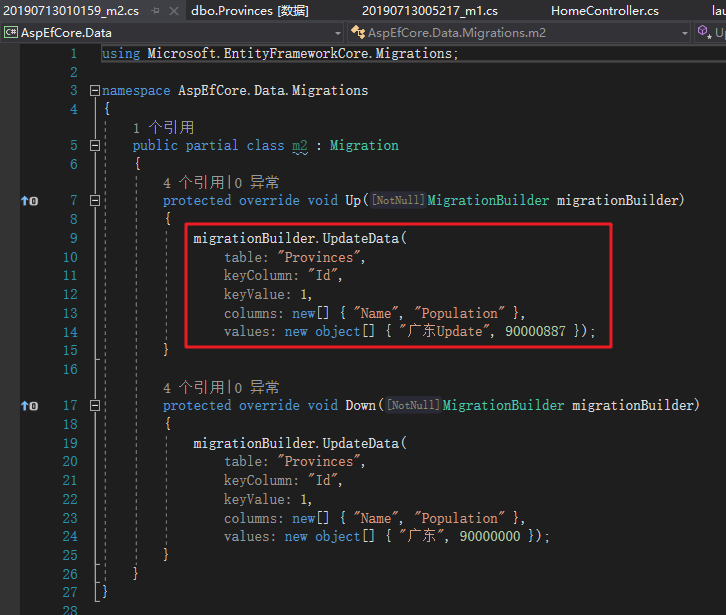 20190713010159_m2.cs dbo.Provinces [数据] 20190713005217_m1.cs HomeController.cs lau
AspEfCore.Data AspEfCore.Data.Migrations.m2 Up
1 using Microsoft.EntityFrameworkCore.Migrations;
2
3 namespace AspEfCore.Data.Migrations
4 {
1 个引用
5 public partial class m2 : Migration
6 {
4 个引用|0 异常
7 protected override void Up([NotNull]MigrationBuilder migrationBuilder)
8 {
9 migrationBuilder.UpdateData(
10 table: "Provinces",
11 keyColumn: "Id",
12 keyValue: 1,
13 columns: new[] { "Name", "Population" },
14 values: new object[] { "广东Update", 90000887 });
15 }
16
4 个引用|0 异常
17 protected override void Down([NotNull]MigrationBuilder migrationBuilder)
18 {
19 migrationBuilder.UpdateData(
20 table: "Provinces",
21 keyColumn: "Id",
22 keyValue: 1,
23 columns: new[] { "Name", "Population" },
24 values: new object[] { "广东", 90000000 });
25 }
26 }
27 }
28